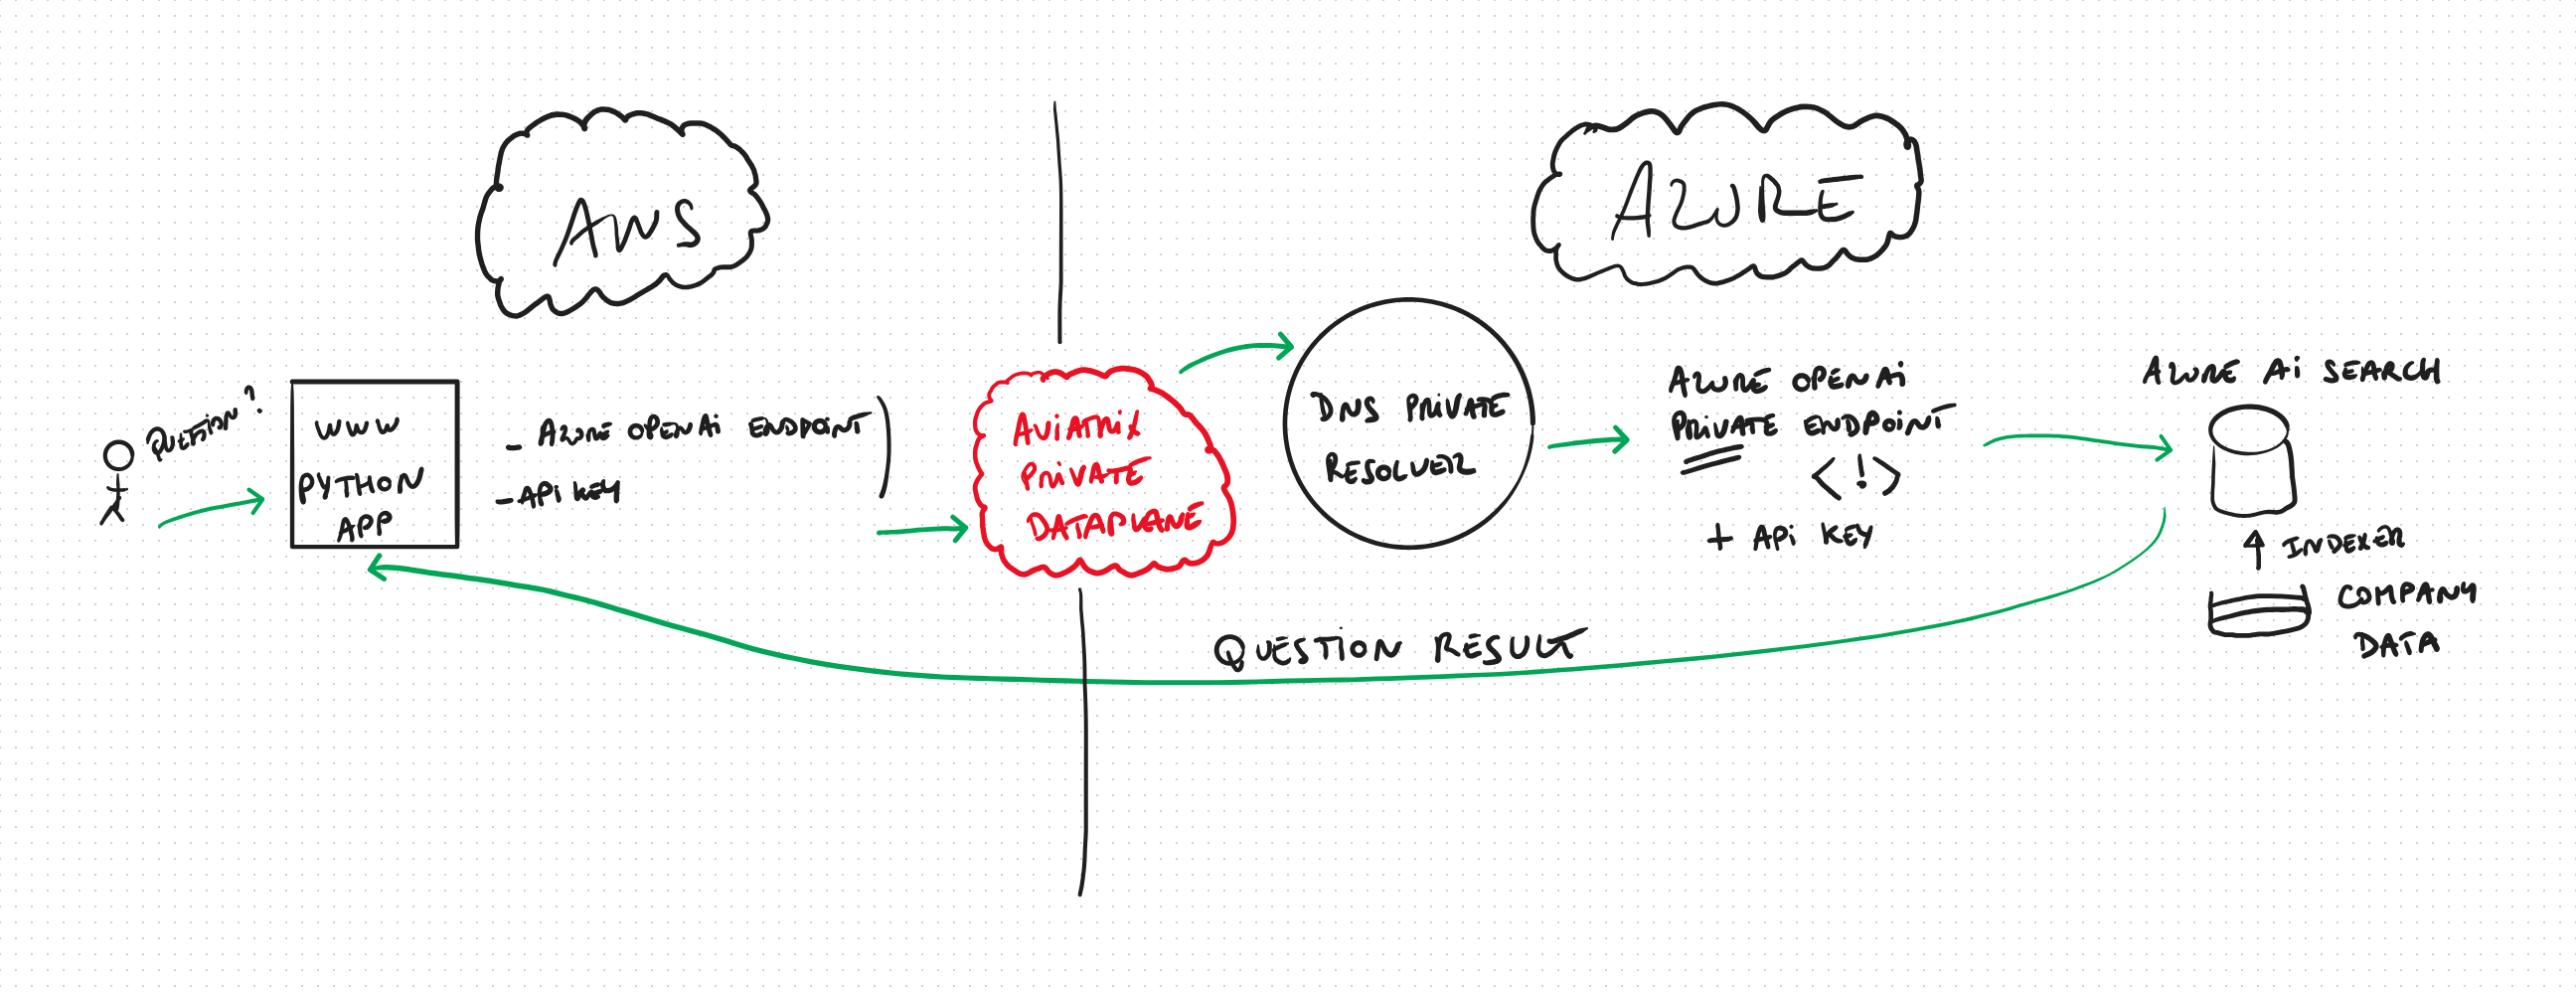 AWS
AZURE
QUESTION?
WWW
PYTHON
APP
- AZURE OPENAi ENDPOiNT
- APi KEY
AViATRiX
PRiVATE
DATAPLANE
DNS PRiVATE
RESOLVER
AZURE OPENAi
PRiVATE ENDPOiNT
<!>
+ APi KEY
AZURE Ai SEARCH
INDEXER
COMPANY
DATA
QUESTION RESULT